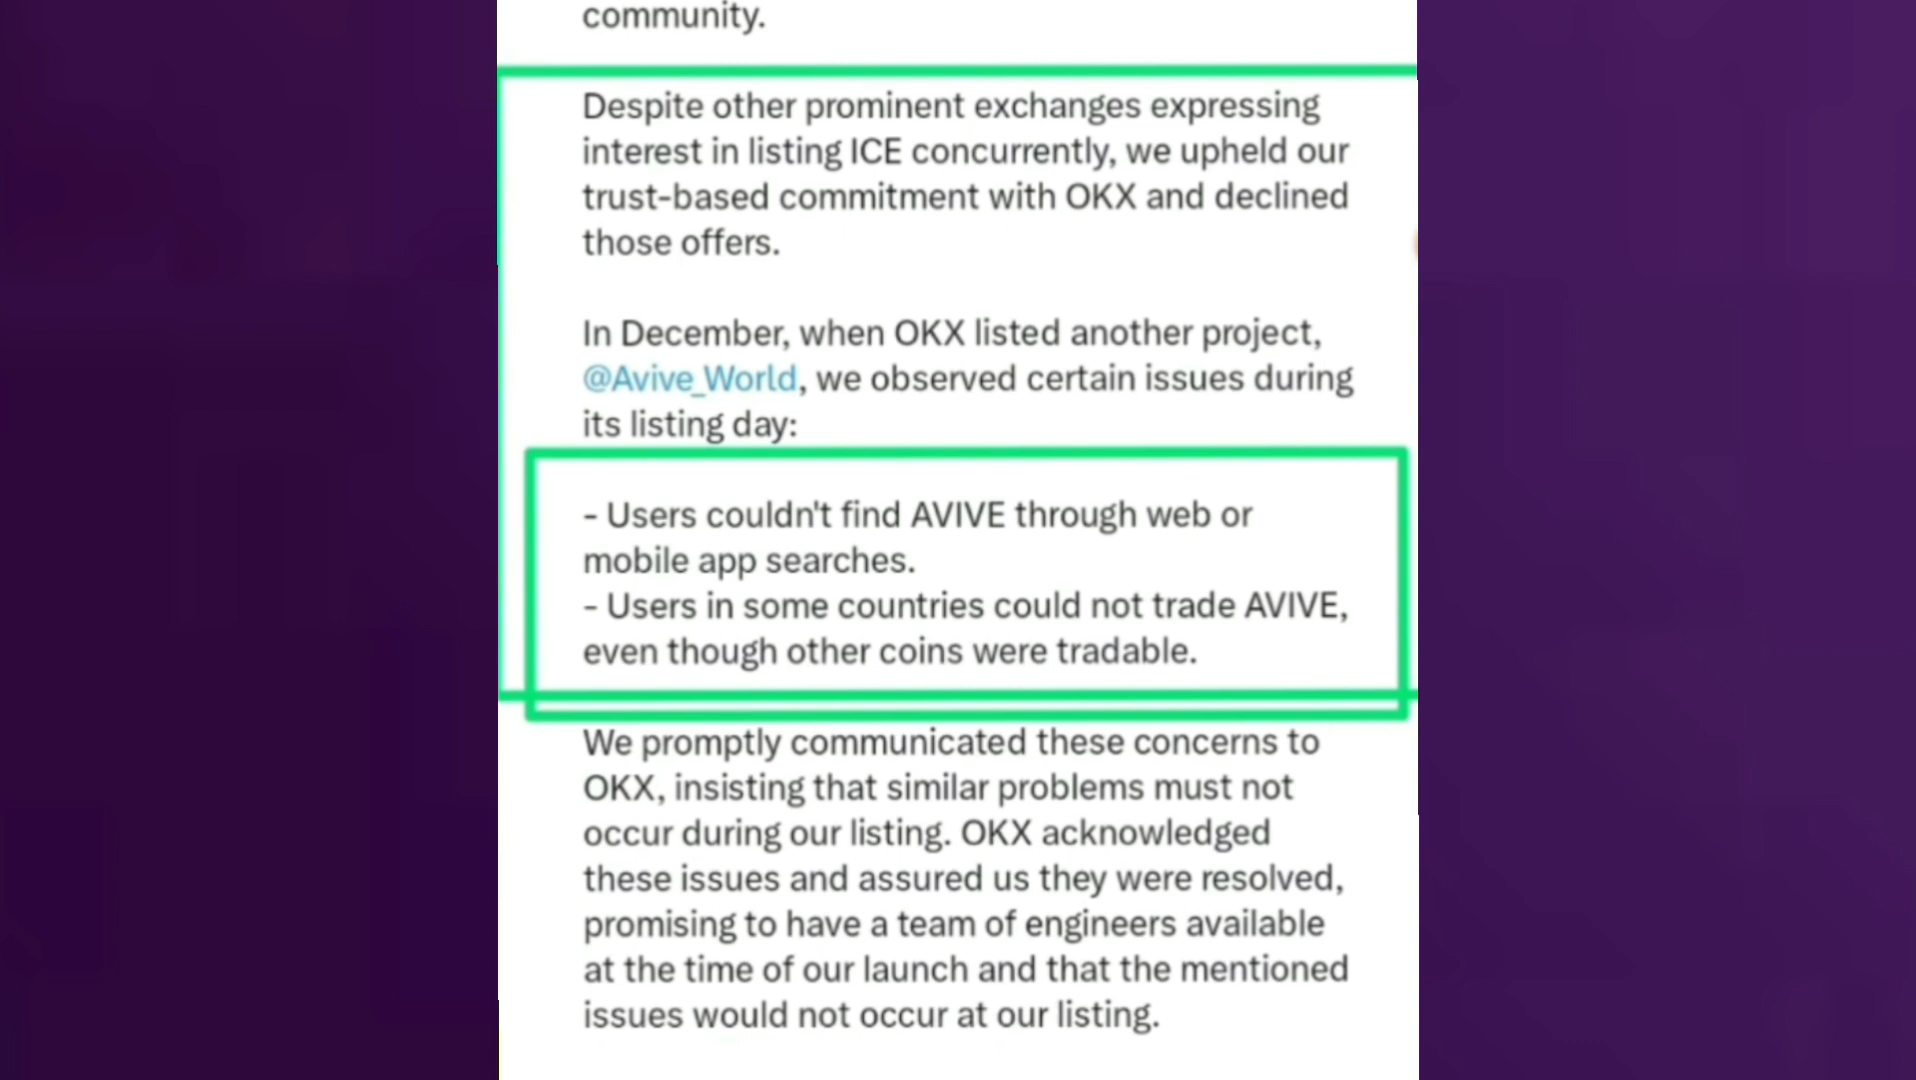 community.
Despite other prominent exchanges expressing
interest in listing ICE concurrently, we upheld our
trust-based commitment with OKX and declined
those offers.
In December, when OKX listed another project,
@Avive_World, we observed certain issues during
its listing day:
- Users couldn't find AVIVE through web or
mobile app searches.
- Users in some countries could not trade AVIVE,
even though other coins were tradable.
We promptly communicated these concerns to
OKX, insisting that similar problems must not
occur during our listing. OKX acknowledged
these issues and assured us they were resolved,
promising to have a team of engineers available
at the time of our launch and that the mentioned
issues would not occur at our listing.